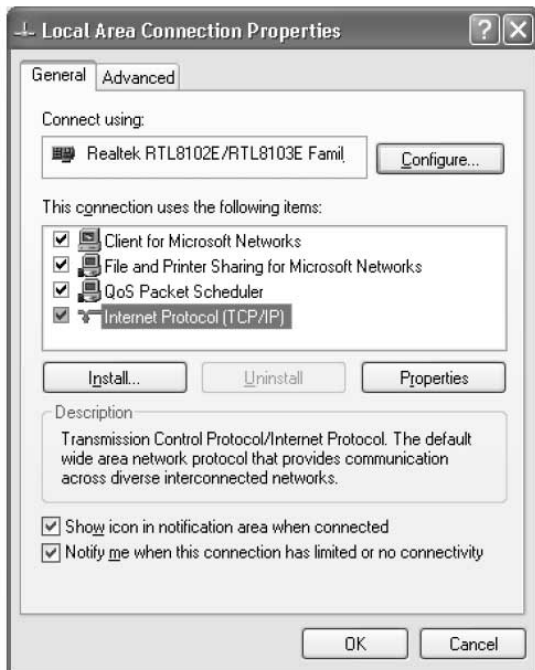 Local Area Connection Properties
General Advanced
Connect using:
Realtek RTL8102E/RTL8103E Famil
Configure...
This connection uses the following items:
Client for Microsoft Networks
File and Printer Sharing for Microsoft Networks
QoS Packet Scheduler
Internet Protocol (TCP/IP)
Install... Uninstall Properties
Description
Transmission Control Protocol/Internet Protocol. The default
wide area network protocol that provides communication
across diverse interconnected networks.
Show icon in notification area when connected
Notify me when this connection has limited or no connectivity
OK Cancel